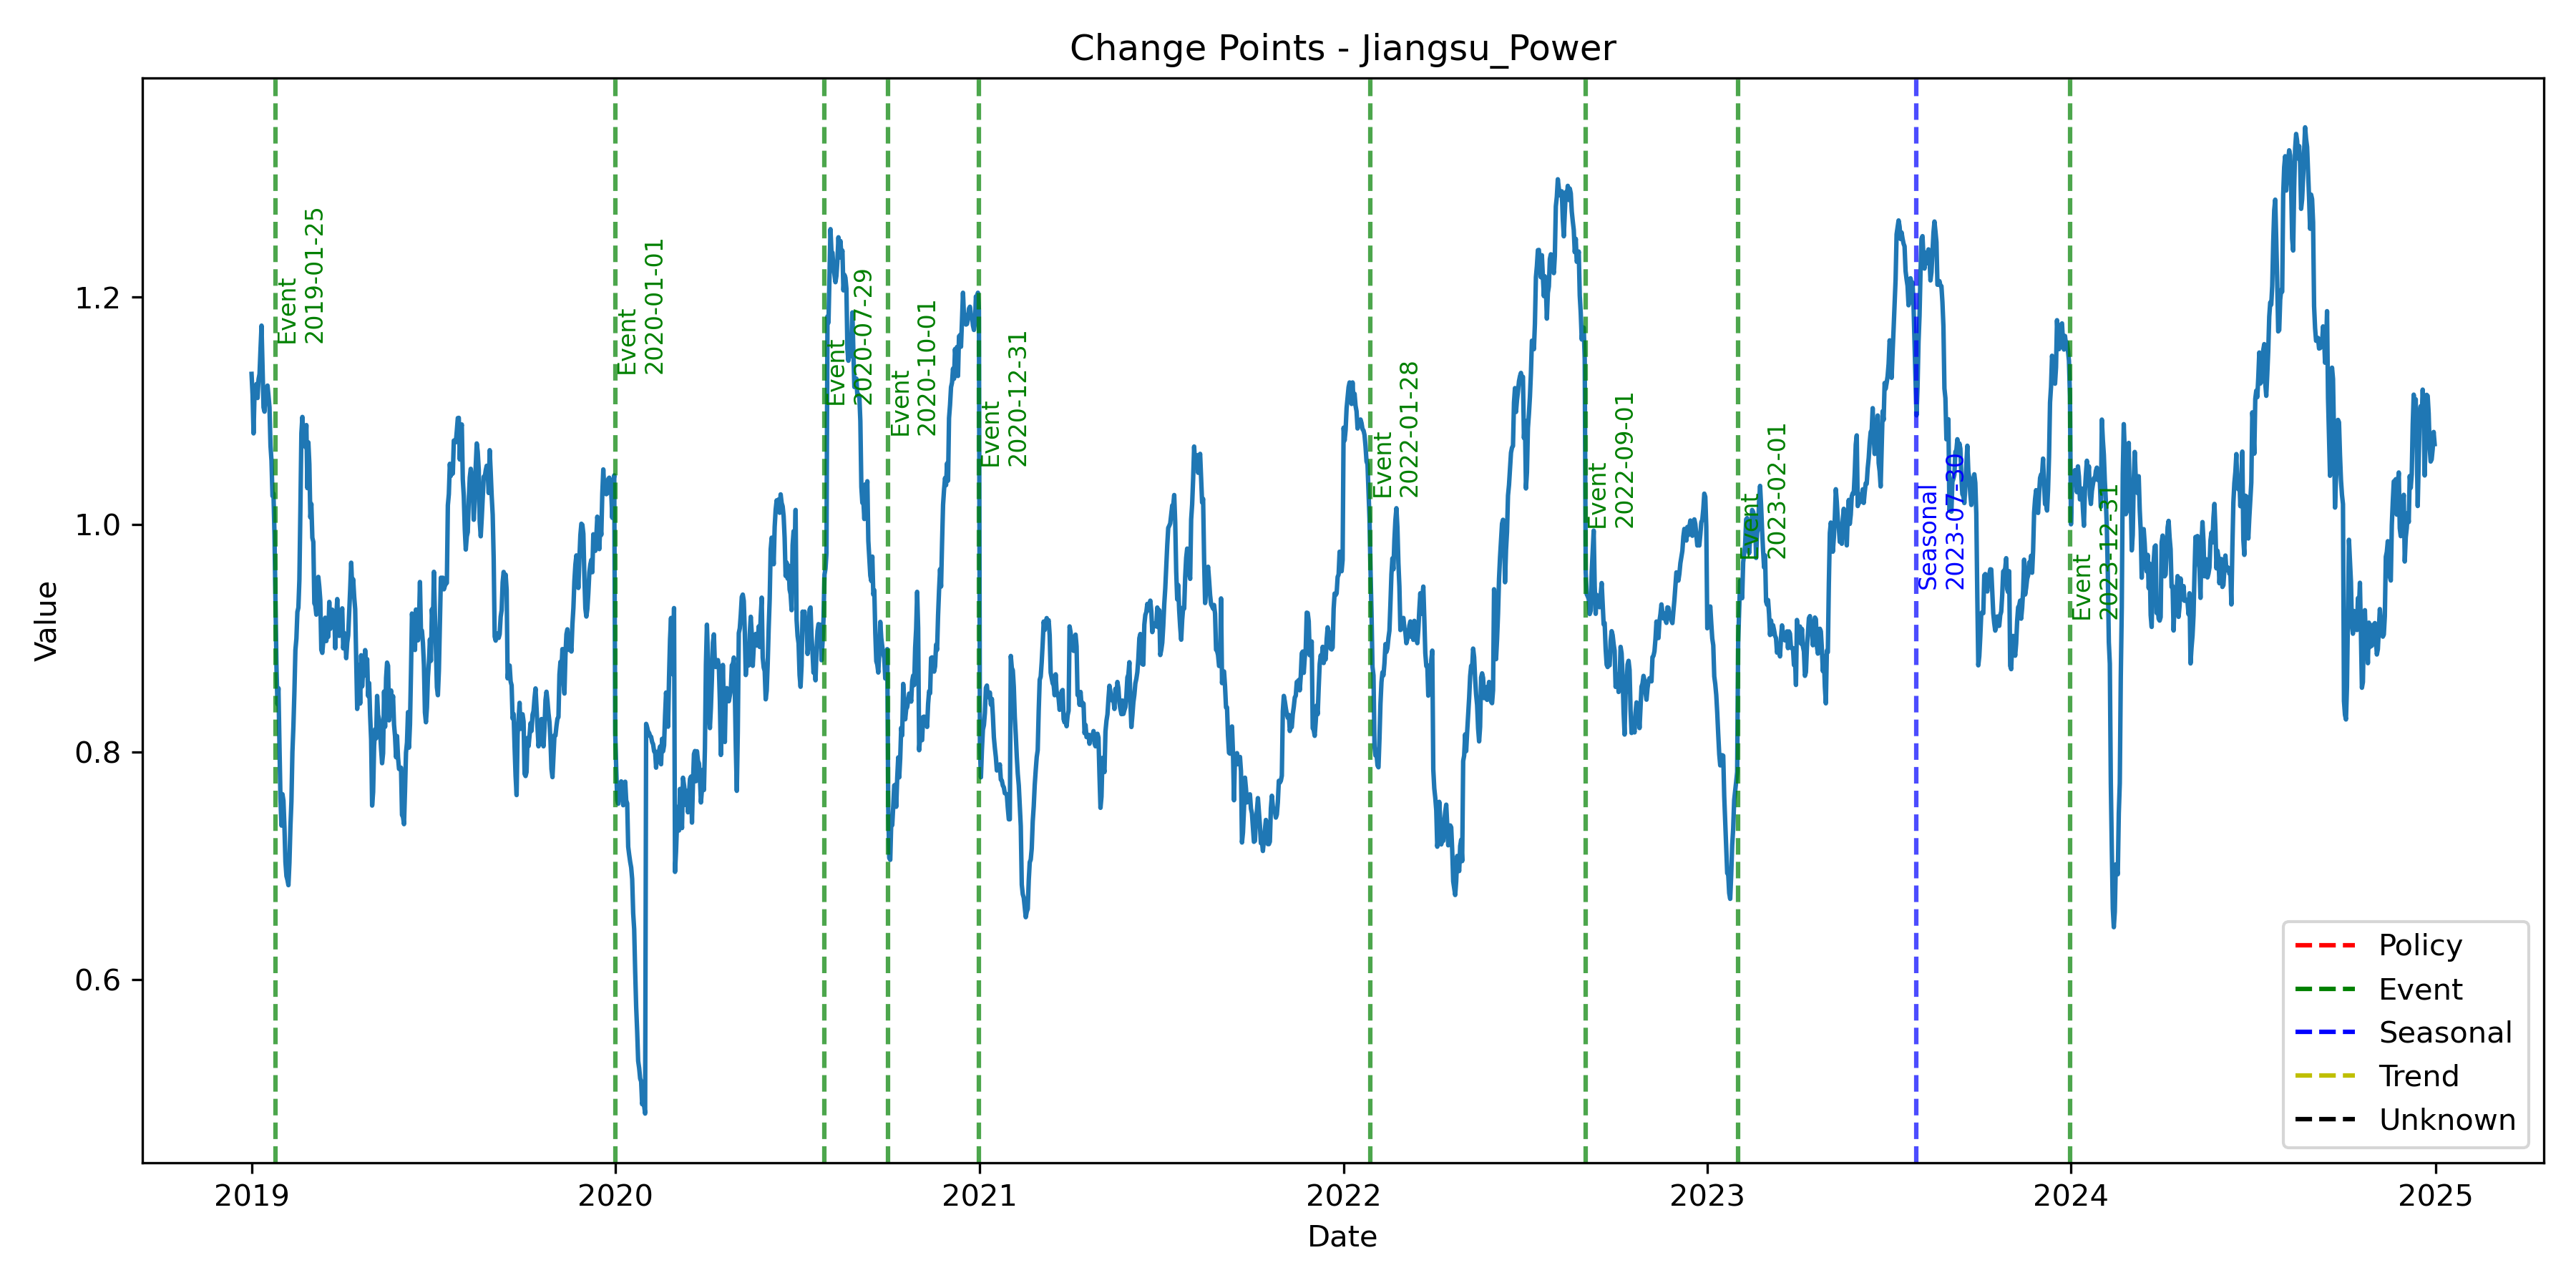 Change Points - Jiangsu_Power
Value
1.2
1.0
0.8
0.6
Event
2019-01-25
Event
2020-01-01
Event
2020-07-29
Event
2020-10-01
Event
2020-12-31
Event
2022-01-28
Event
2022-09-01
Event
2023-02-01
Seasonal
2023-07-30
Event
2023-12-31
Policy
Event
Seasonal
Trend
Unknown
2019
2020
2021
2022
2023
2024
2025
Date